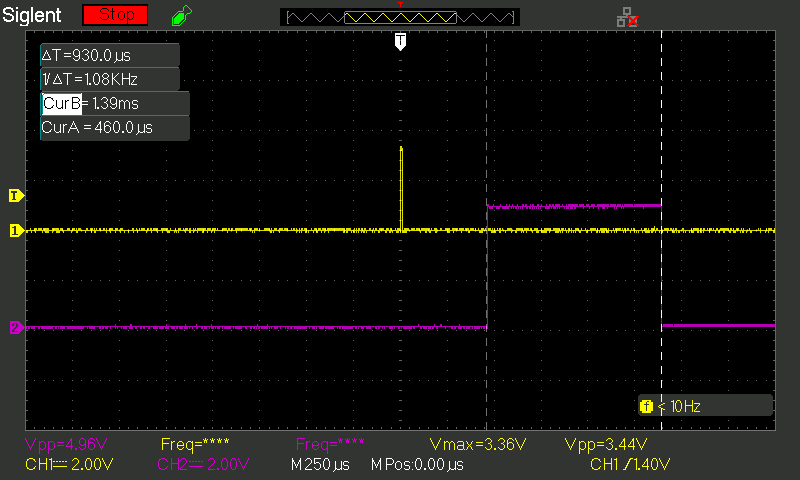 Siglent Stop T
T
ΔT=930.0µs
1/ΔT=1.08KHz
CurB=1.39ms
CurA=460.0µs
T
1
2
f < 10Hz
Vpp=4.96V Freq=**** Freq=**** Vmax=3.36V Vpp=3.44V
CH1 2.00V CH2 2.00V M250µs M Pos:0.00µs CH1 1.40V